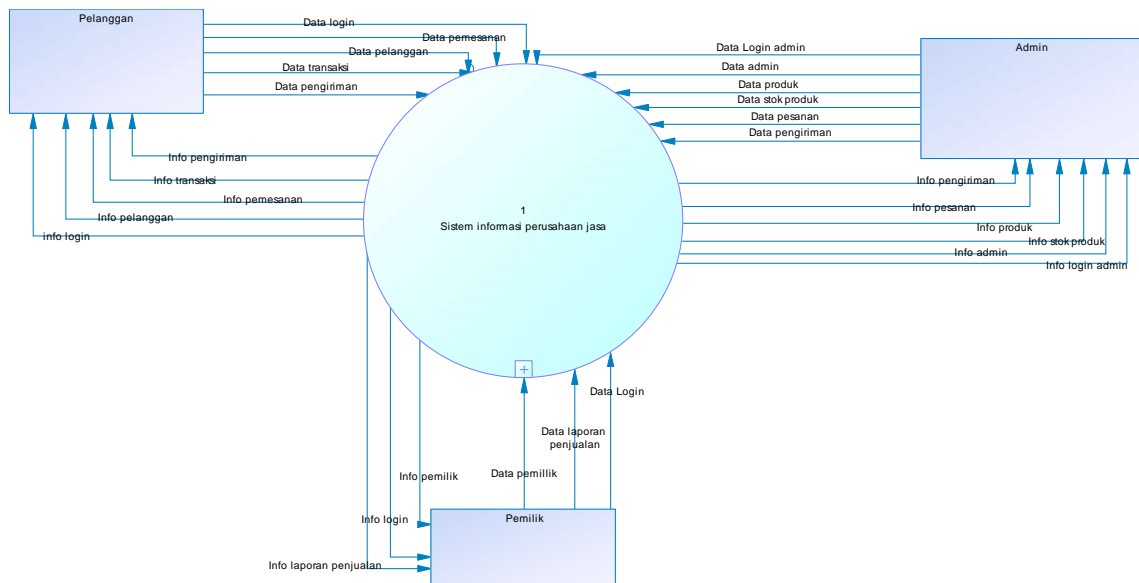 Pelanggan
Data login
Data pemesanan
Data pelanggan
Data transaksi
Data pengiriman
Info pengiriman
Info transaksi
Info pemesanan
Info pelanggan
info login
Admin
Data Login admin
Data admin
Data produk
Data stok produk
Data pesanan
Data pengiriman
Info pengiriman
Info pesanan
Info produk
Info stok produk
Info admin
Info login admin
1
Sistem informasi perusahaan jasa
Data Login
Data laporan
penjualan
Data pemillik
Info pemilik
Info login
Info laporan penjualan
Pemilik